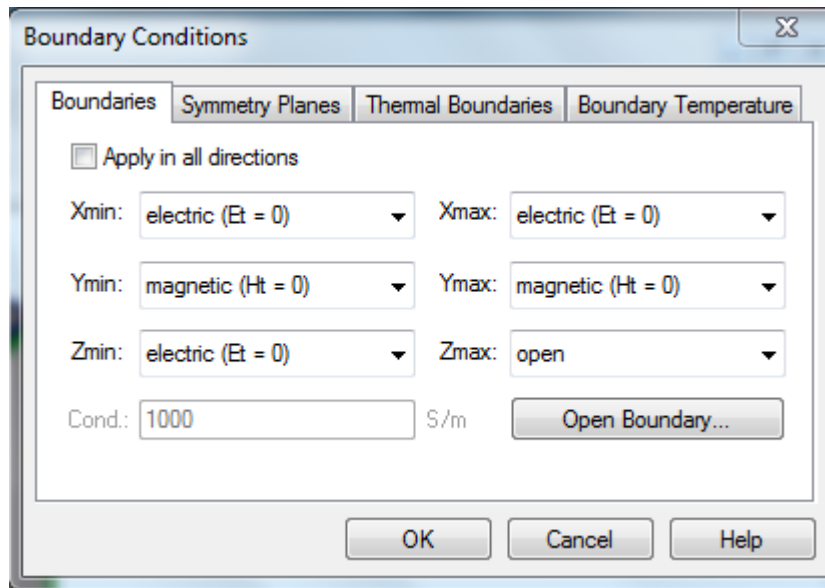 Boundary Conditions
Boundaries Symmetry Planes Thermal Boundaries Boundary Temperature
Apply in all directions
Xmin: electric (Et = 0) Xmax: electric (Et = 0)
Ymin: magnetic (Ht = 0) Ymax: magnetic (Ht = 0)
Zmin: electric (Et = 0) Zmax: open
Cond.: 1000 S/m Open Boundary...
OK Cancel Help